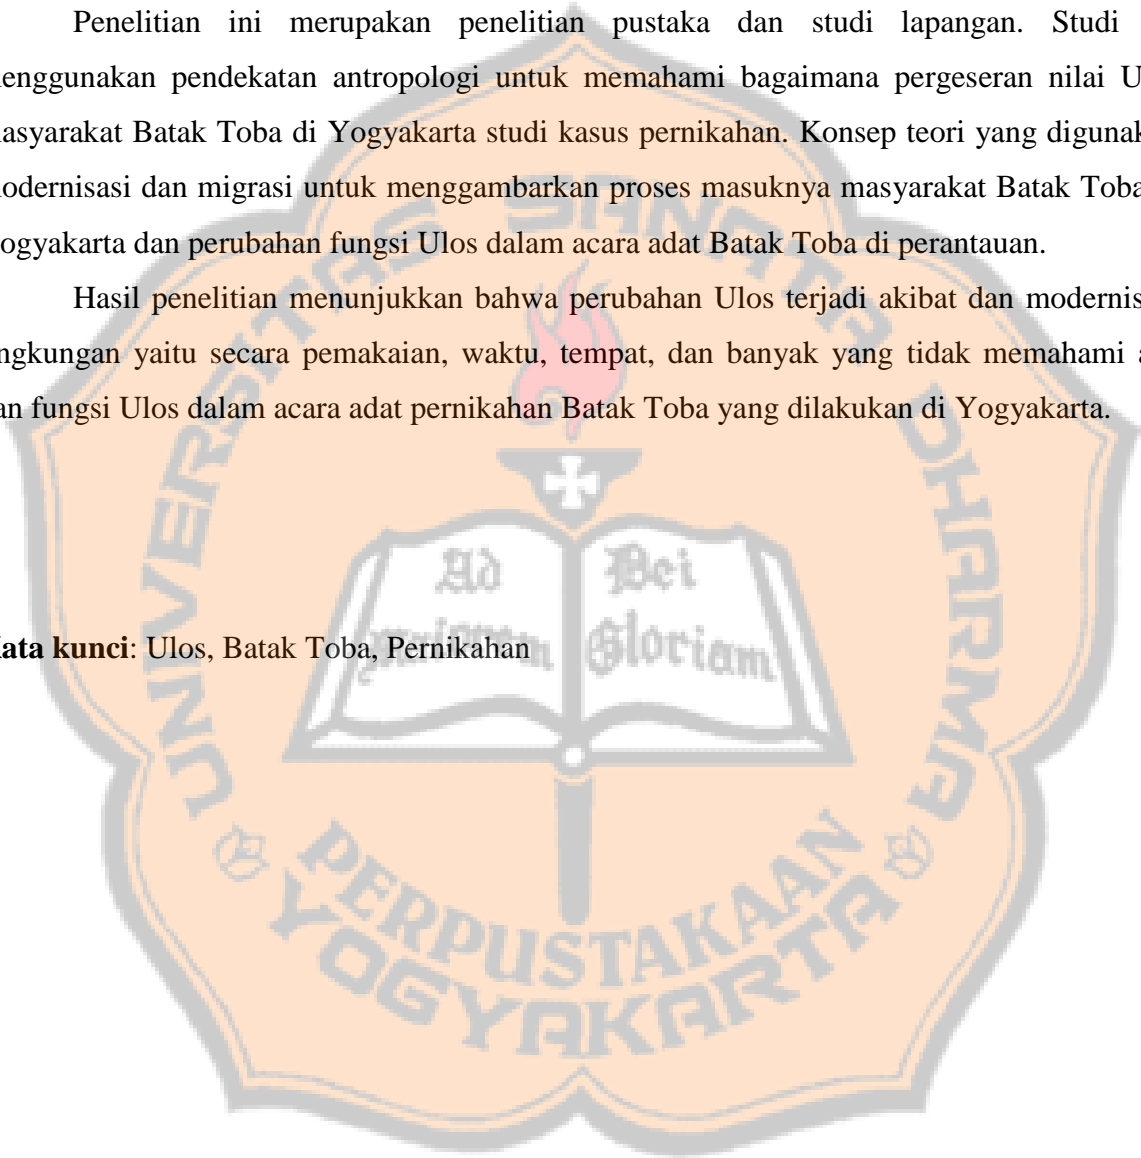 Penelitian ini merupakan penelitian pustaka dan studi lapangan. Studi
enggunakan pendekatan antropologi untuk memahami bagaimana pergeseran nilai U
asyarakat Batak Toba di Yogyakarta studi kasus pernikahan. Konsep teori yang digunak
odernisasi dan migrasi untuk menggambarkan proses masuknya masyarakat Batak Toba
ogyakarta dan perubahan fungsi Ulos dalam acara adat Batak Toba di perantauan.
Hasil penelitian menunjukkan bahwa perubahan Ulos terjadi akibat dan modernis
ngkungan yaitu secara pemakaian, waktu, tempat, dan banyak yang tidak memahami a
an fungsi Ulos dalam acara adat pernikahan Batak Toba yang dilakukan di Yogyakarta.
ata kunci: Ulos, Batak Toba, Pernikahan
UNIVERSITAS SANATA DHARMA
Ad Dei
Gloriam
PERPUSTAKAAN
YOGYAKARTA